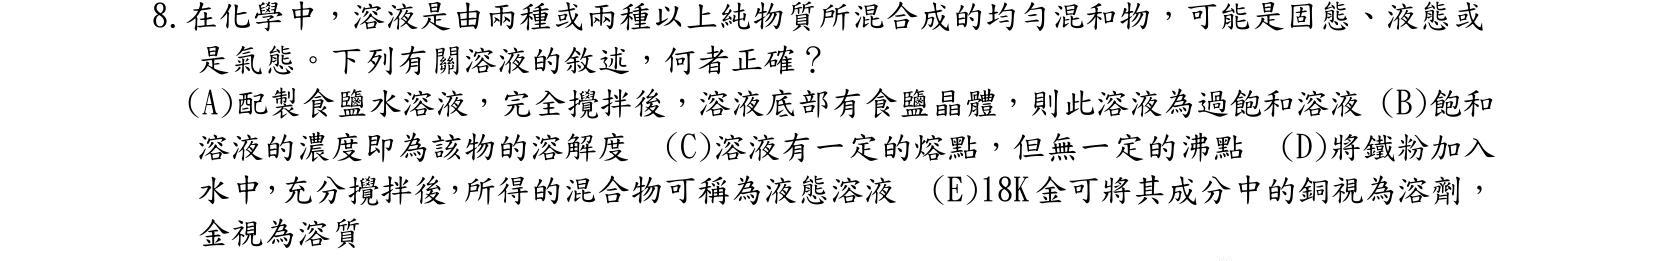 8.在化學中，溶液是由兩種或兩種以上純物質所混合成的均勻混和物，可能是固態、液態或
是氣態。下列有關溶液的敘述，何者正確？
(A)配製食鹽水溶液，完全攪拌後，溶液底部有食鹽晶體，則此溶液為過飽和溶液 (B)飽和
溶液的濃度即為該物的溶解度 (C)溶液有一定的熔點，但無一定的沸點 (D)將鐵粉加入
水中，充分攪拌後，所得的混合物可稱為液態溶液 (E)18K金可將其成分中的銅視為溶劑，
金視為溶質